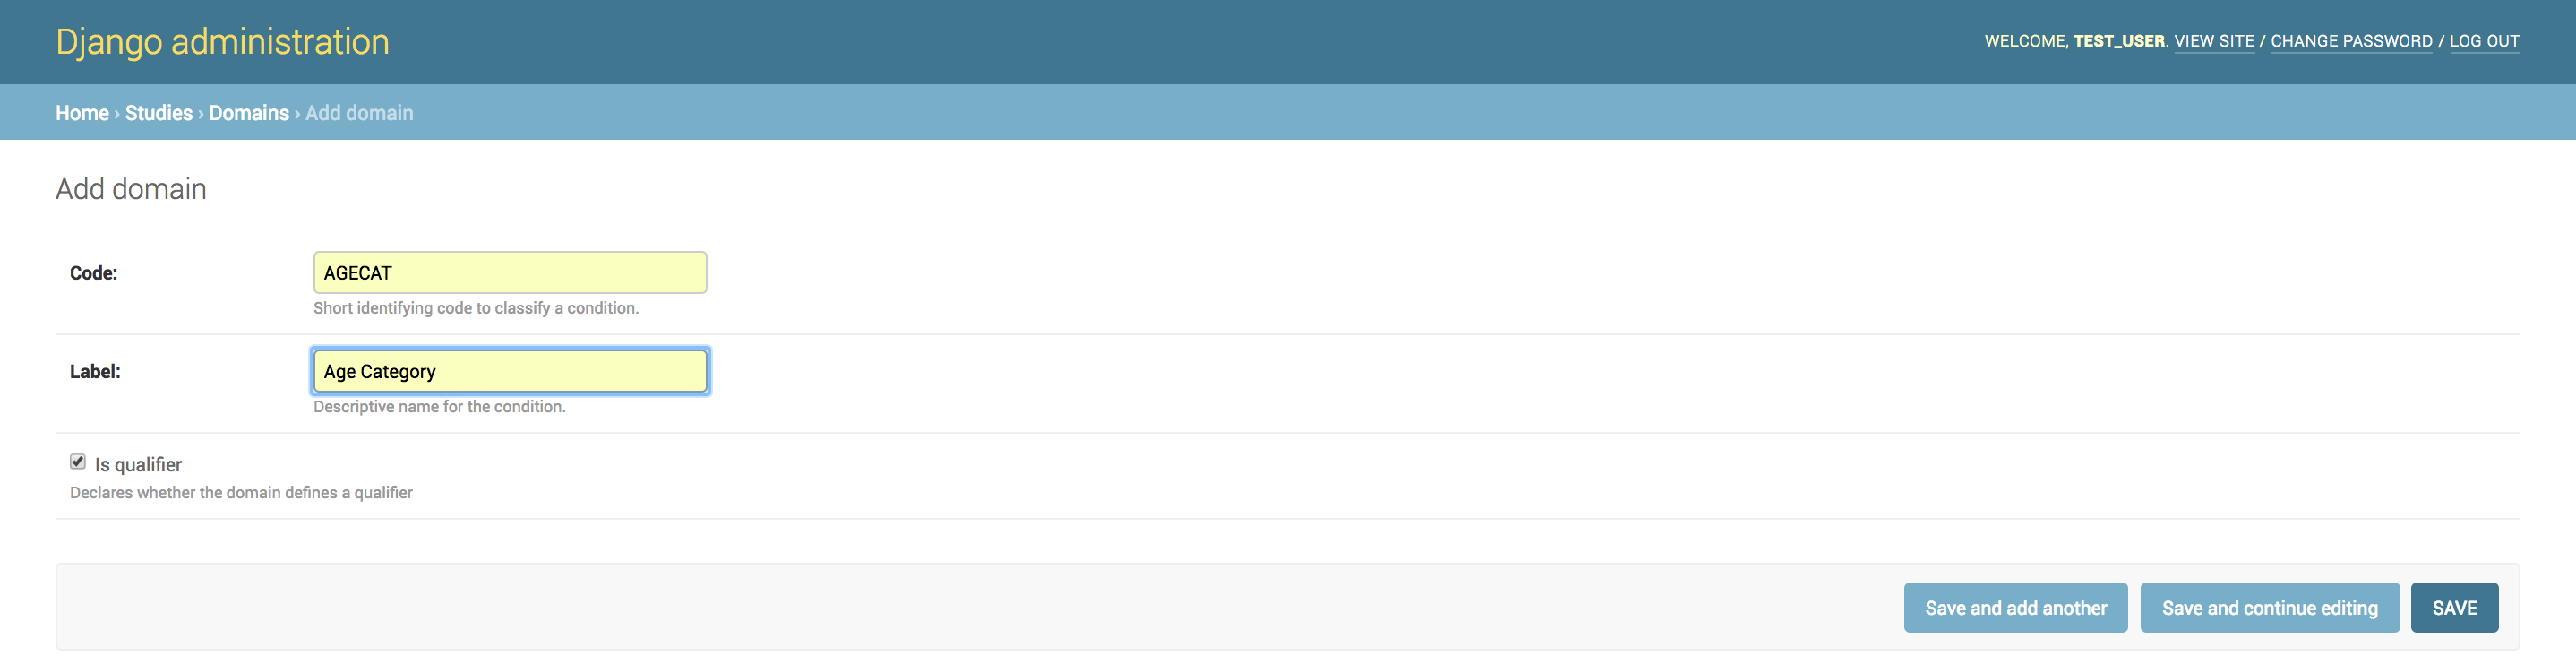 Django administration
WELCOME, TEST_USER. VIEW SITE / CHANGE PASSWORD / LOG OUT
Home › Studies › Domains › Add domain
Add domain
Code:
AGECAT
Short identifying code to classify a condition.
Label:
Age Category
Descriptive name for the condition.
Is qualifier
Declares whether the domain defines a qualifier
Save and add another
Save and continue editing
SAVE